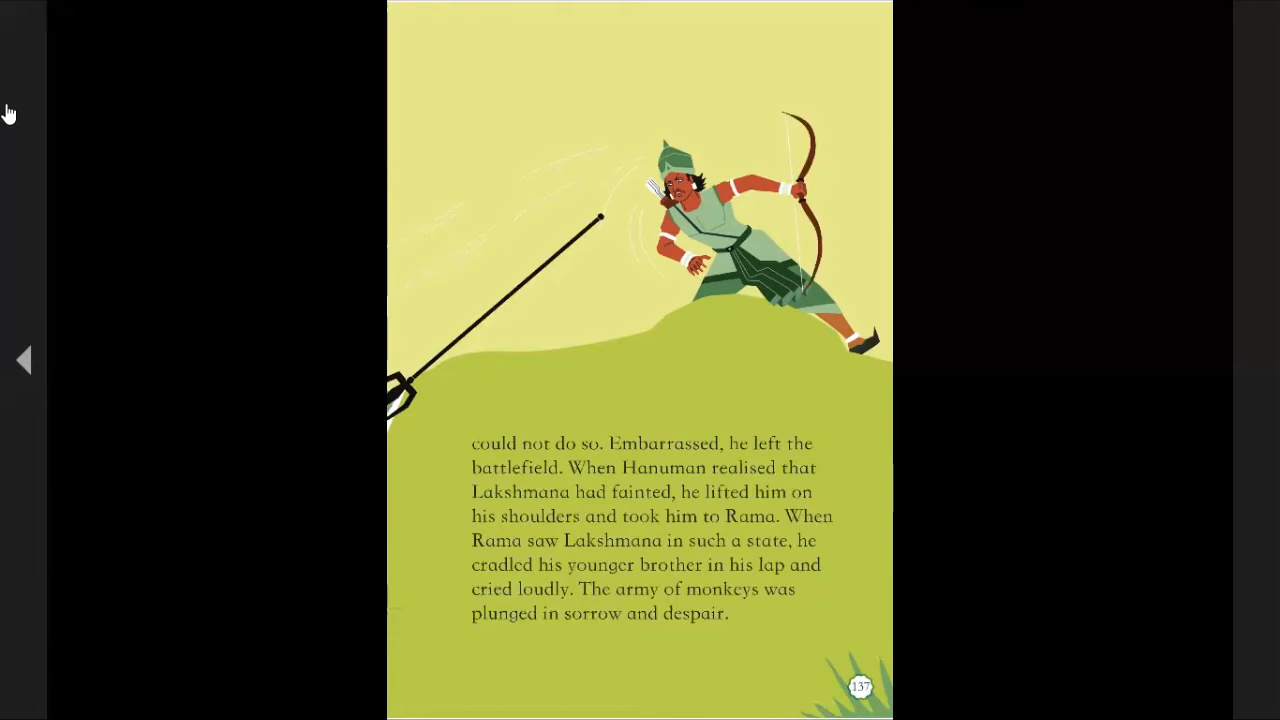 could not do so. Embarrassed, he left the
battlefield. When Hanuman realised that
Lakshmana had fainted, he lifted him on
his shoulders and took him to Rama. When
Rama saw Lakshmana in such a state, he
cradled his younger brother in his lap and
cried loudly. The army of monkeys was
plunged in sorrow and despair.
137